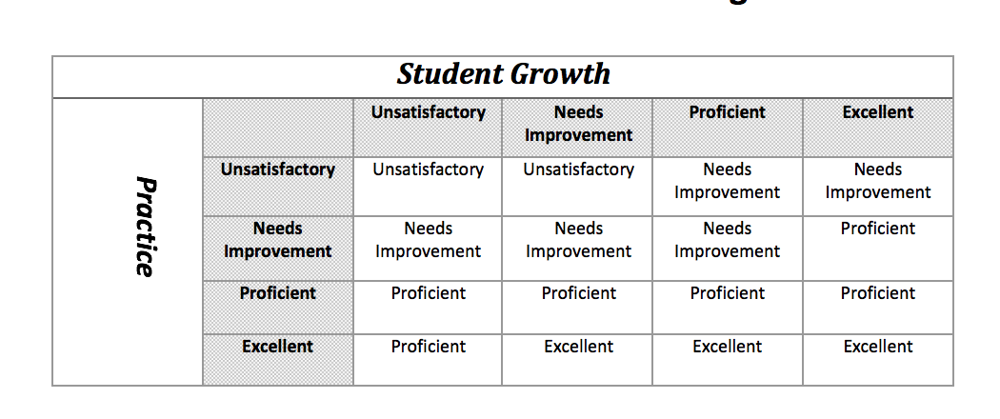 g
Student Growth
Practice
Unsatisfactory Needs Improvement Proficient Excellent
Unsatisfactory Unsatisfactory Unsatisfactory Needs Improvement Needs Improvement
Needs Improvement Needs Improvement Needs Improvement Needs Improvement Proficient
Proficient Proficient Proficient Proficient Proficient
Excellent Proficient Excellent Excellent Excellent